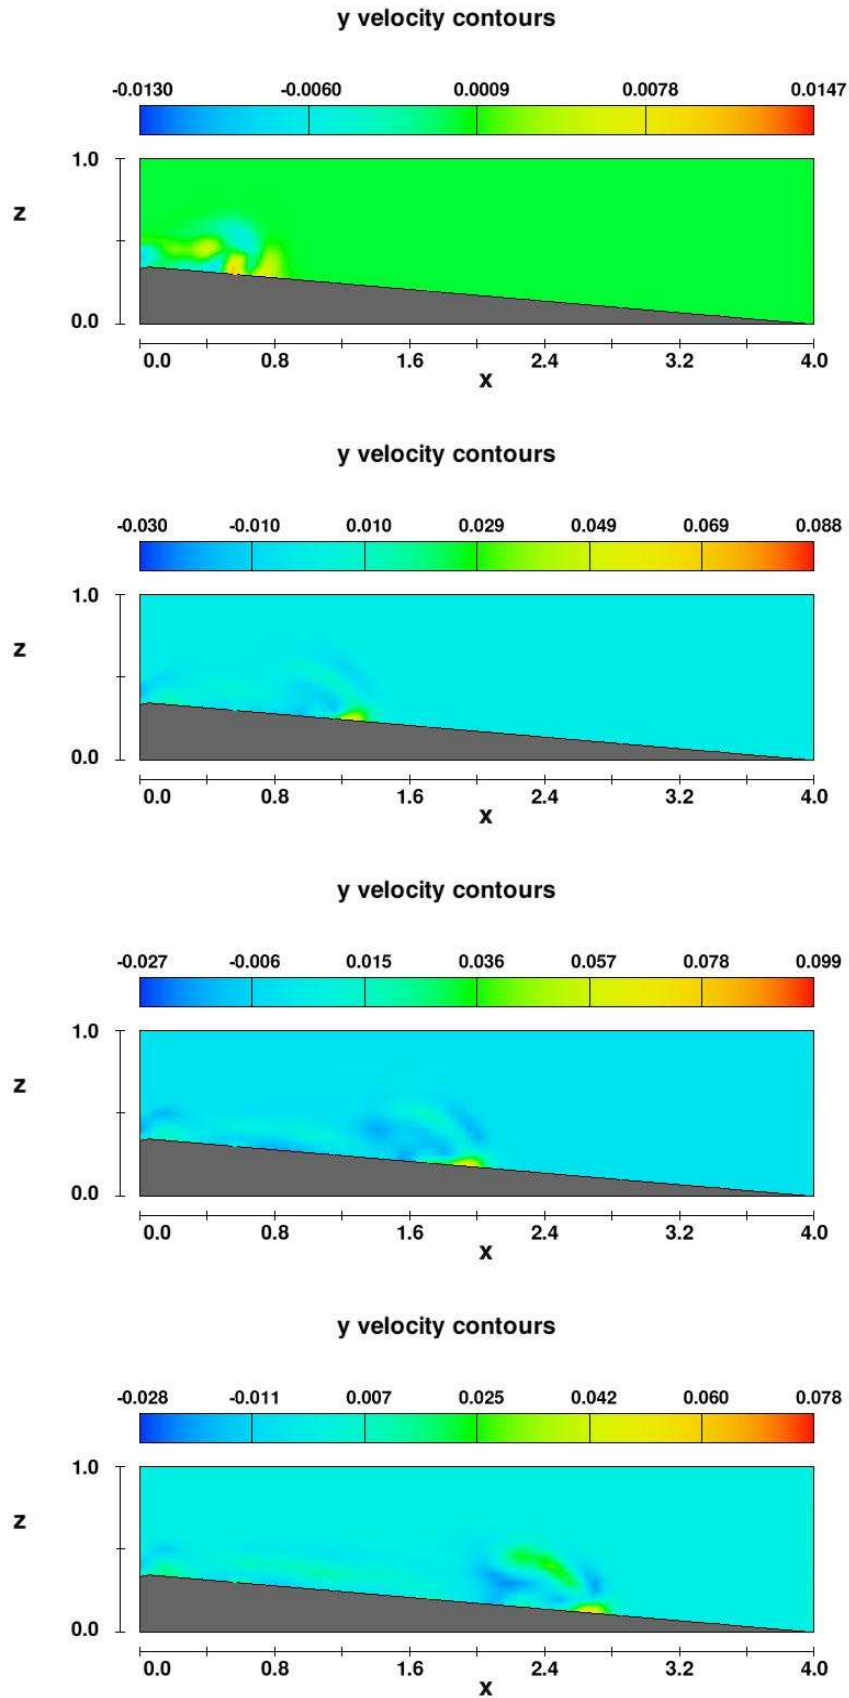 y velocity contours
-0.0130 -0.0060 0.0009 0.0078 0.0147
1.0
z
0.0
0.0 0.8 1.6 2.4 3.2 4.0
x
y velocity contours
-0.030 -0.010 0.010 0.029 0.049 0.069 0.088
1.0
z
0.0
0.0 0.8 1.6 2.4 3.2 4.0
x
y velocity contours
-0.027 -0.006 0.015 0.036 0.057 0.078 0.099
1.0
z
0.0
0.0 0.8 1.6 2.4 3.2 4.0
x
y velocity contours
-0.028 -0.011 0.007 0.025 0.042 0.060 0.078
1.0
z
0.0
0.0 0.8 1.6 2.4 3.2 4.0
x